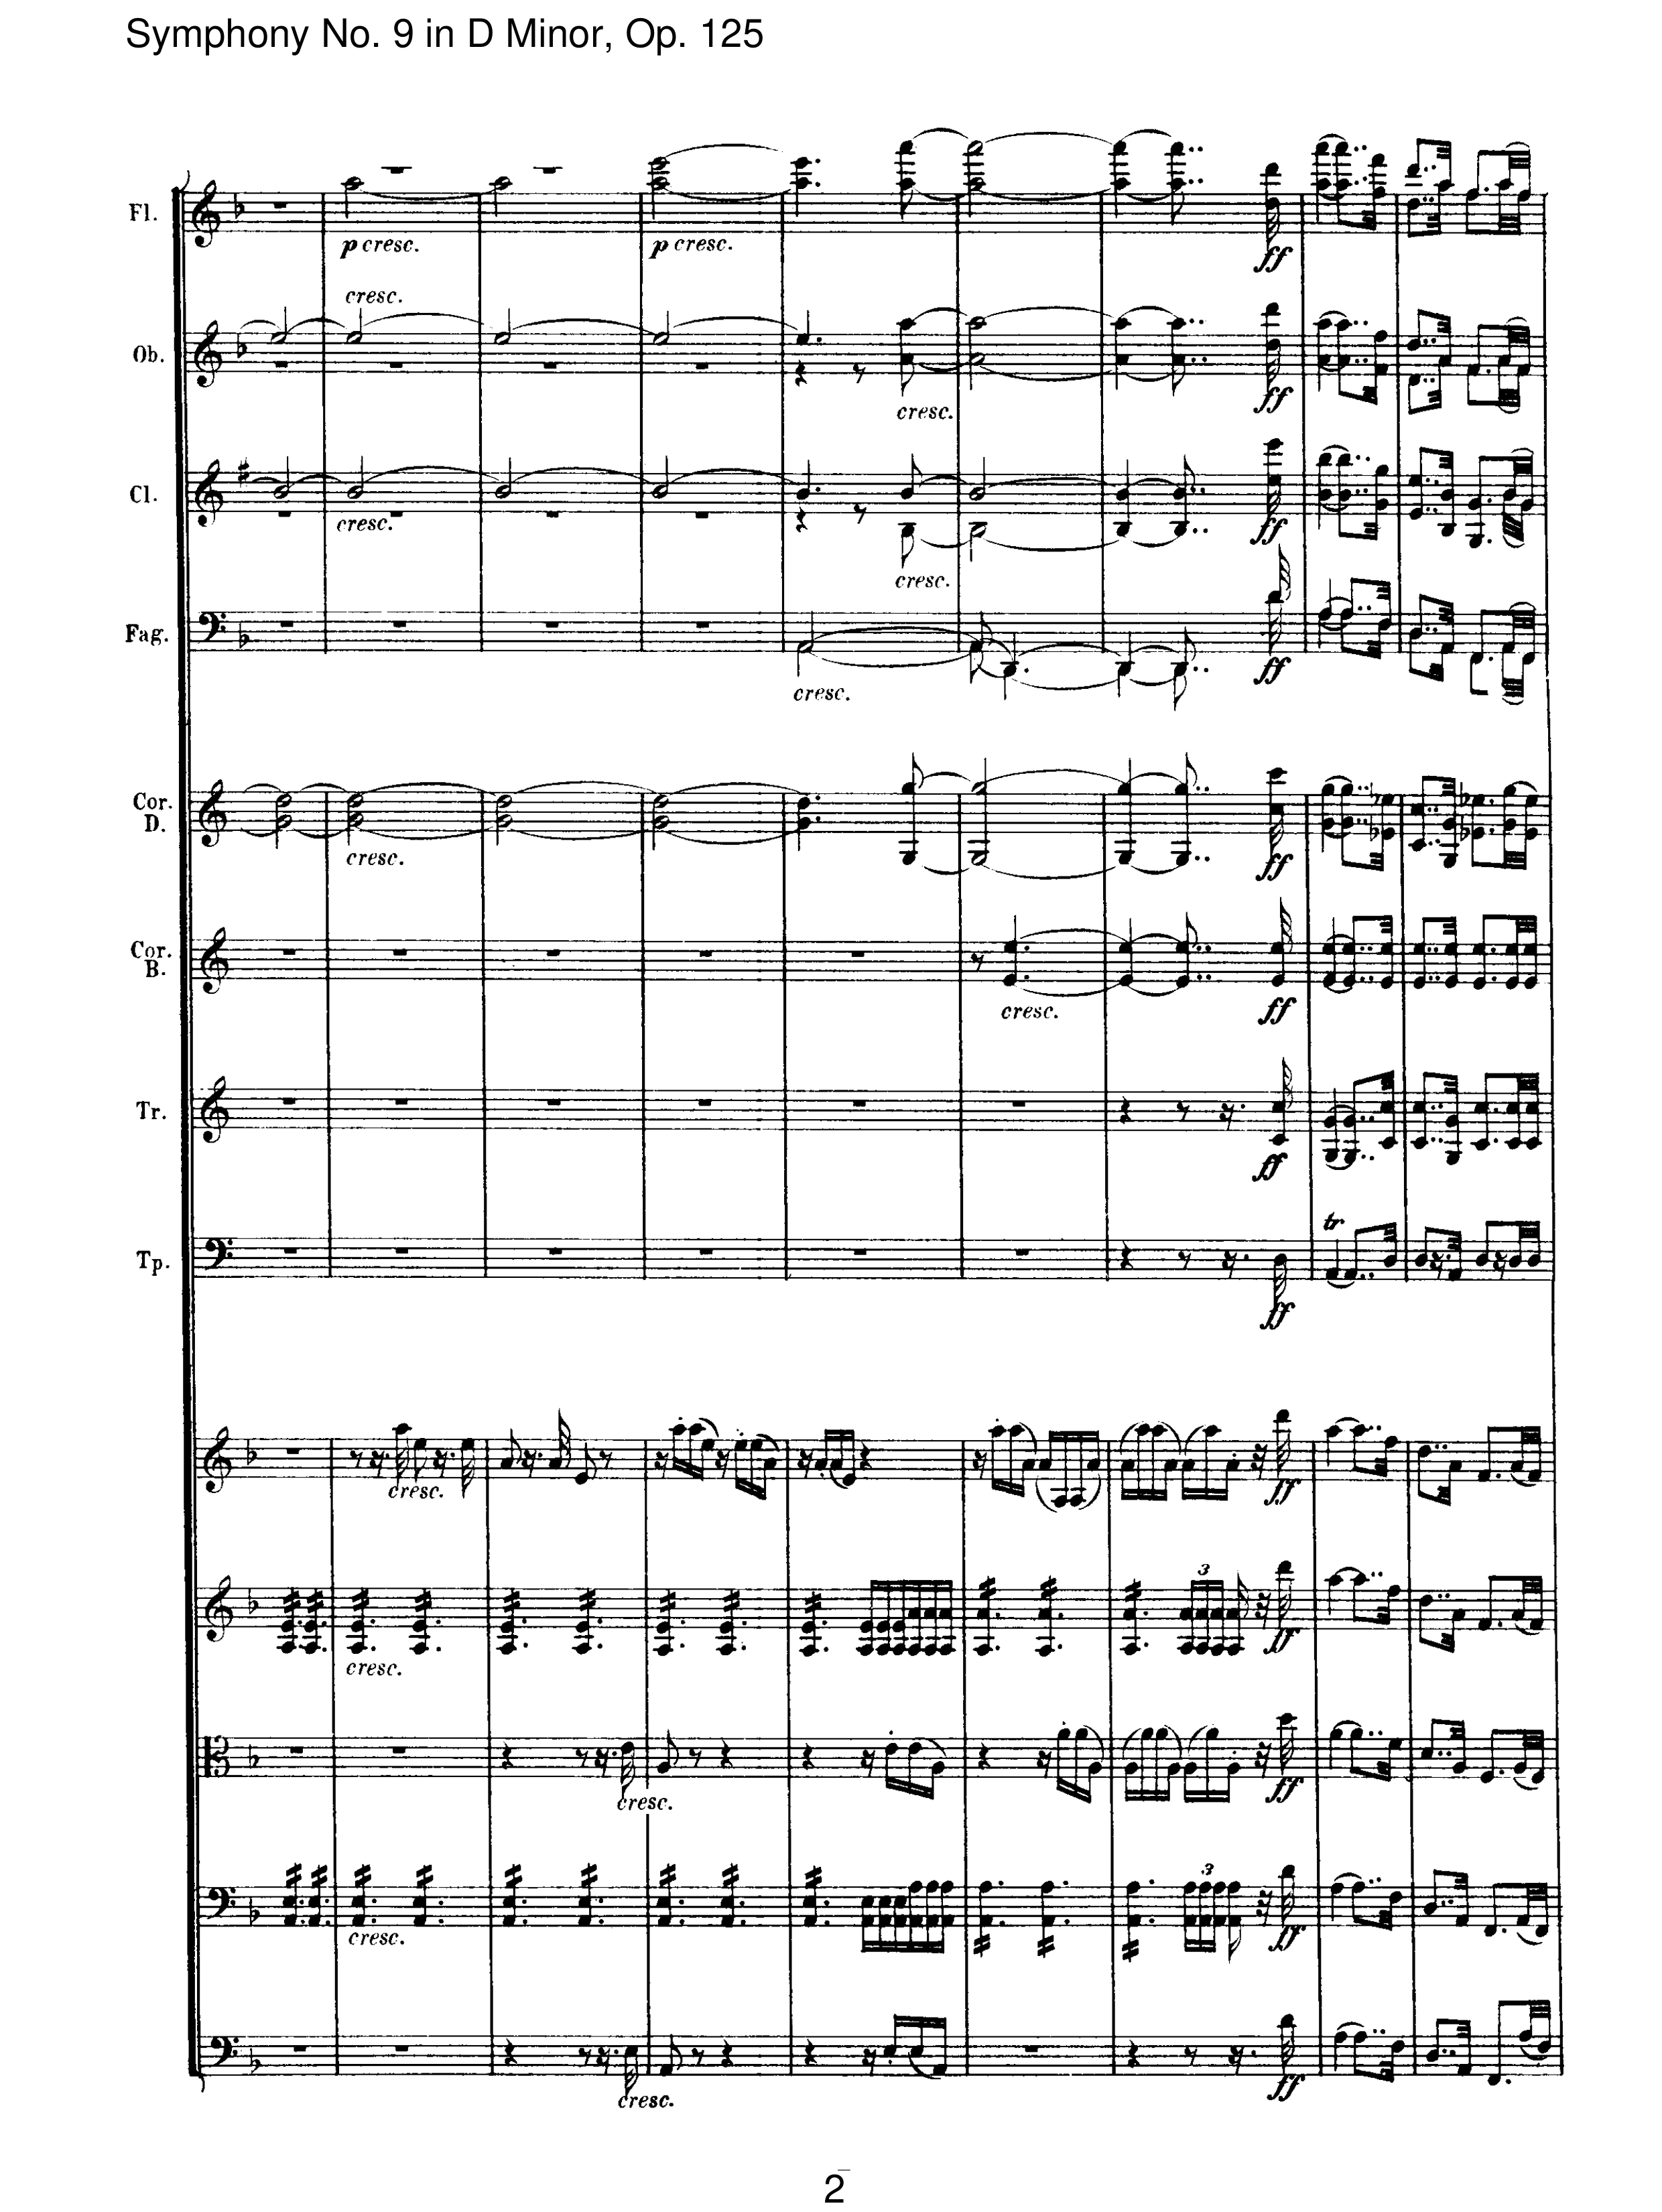 Symphony No. 9 in D Minor, Op. 125
Fl.
p cresc.
p cresc.
ff
cresc.
Ob.
cresc.
ff
Cl.
cresc.
cresc.
ff
Fag.
cresc.
ff
Cor.
D.
cresc.
ff
Cor.
B.
cresc.
ff
Tr.
ff
Tp.
tr
ff
cresc.
ff
3
cresc.
ff
cresc.
ff
3
cresc.
ff
cresc.
ff
2